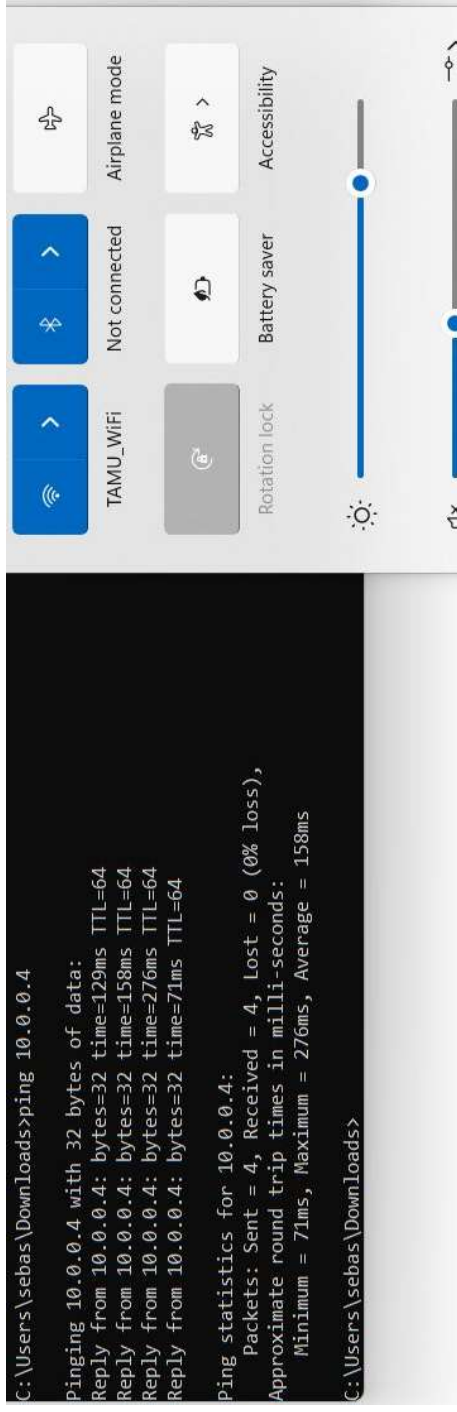 C:\Users\sebas\Downloads>ping 10.0.0.4
Pinging 10.0.0.4 with 32 bytes of data:
Reply from 10.0.0.4: bytes=32 time=129ms TTL=64
Reply from 10.0.0.4: bytes=32 time=158ms TTL=64
Reply from 10.0.0.4: bytes=32 time=276ms TTL=64
Reply from 10.0.0.4: bytes=32 time=71ms TTL=64
Ping statistics for 10.0.0.4:
Packets: Sent = 4, Received = 4, Lost = 0 (0% loss),
Approximate round trip times in milli-seconds:
Minimum = 71ms, Maximum = 276ms, Average = 158ms
C:\Users\sebas\Downloads>
TAMU_WiFi
Not connected
Airplane mode
Rotation lock
Battery saver
Accessibility